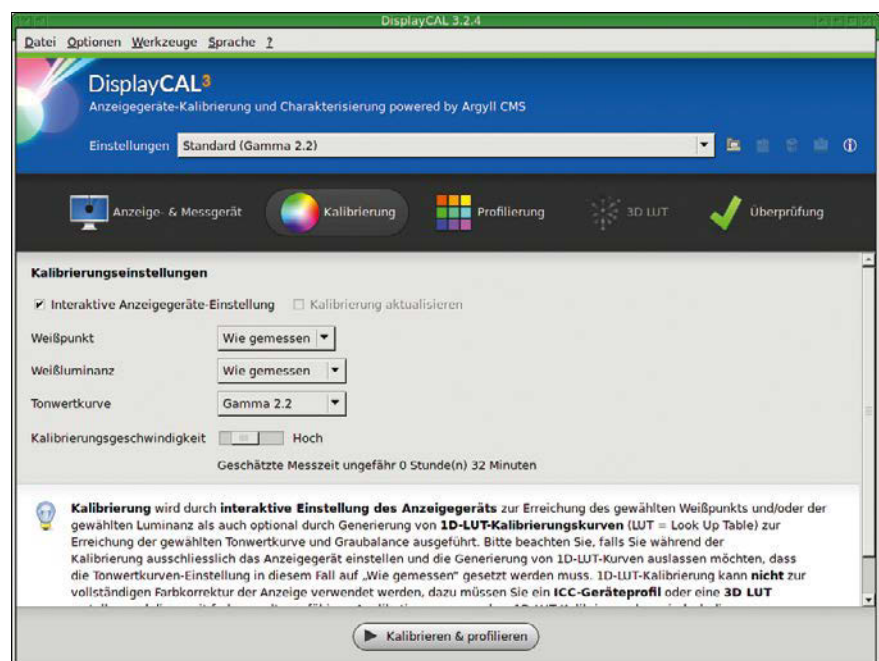 DisplayCAL 3.2.4
Datei Optionen Werkzeuge Sprache ?
DisplayCAL3
Anzeigegeräte-Kalibrierung und Charakterisierung powered by Argyll CMS
Einstellungen Standard (Gamma 2.2)
Anzeige- & Messgerät Kalibrierung Profilierung 3D LUT Überprüfung
Kalibrierungseinstellungen
Interaktive Anzeigegeräte-Einstellung Kalibrierung aktualisieren
Weißpunkt Wie gemessen
Weißluminanz Wie gemessen
Tonwertkurve Gamma 2.2
Kalibrierungsgeschwindigkeit Hoch
Geschätzte Messzeit ungefähr 0 Stunde(n) 32 Minuten
Kalibrierung wird durch interaktive Einstellung des Anzeigegeräts zur Erreichung des gewählten Weißpunkts und/oder der
gewählten Luminanz als auch optional durch Generierung von 1D-LUT-Kalibrierungskurven (LUT = Look Up Table) zur
Erreichung der gewählten Tonwertkurve und Graubalance ausgeführt. Bitte beachten Sie, falls Sie während der
Kalibrierung ausschliesslich das Anzeigegerät einstellen und die Generierung von 1D-LUT-Kurven auslassen möchten, dass
die Tonwertkurven-Einstellung in diesem Fall auf „Wie gemessen“ gesetzt werden muss. 1D-LUT-Kalibrierung kann nicht zur
vollständigen Farbkorrektur der Anzeige verwendet werden, dazu müssen Sie ein ICC-Geräteprofil oder eine 3D LUT
Kalibrieren & profilieren